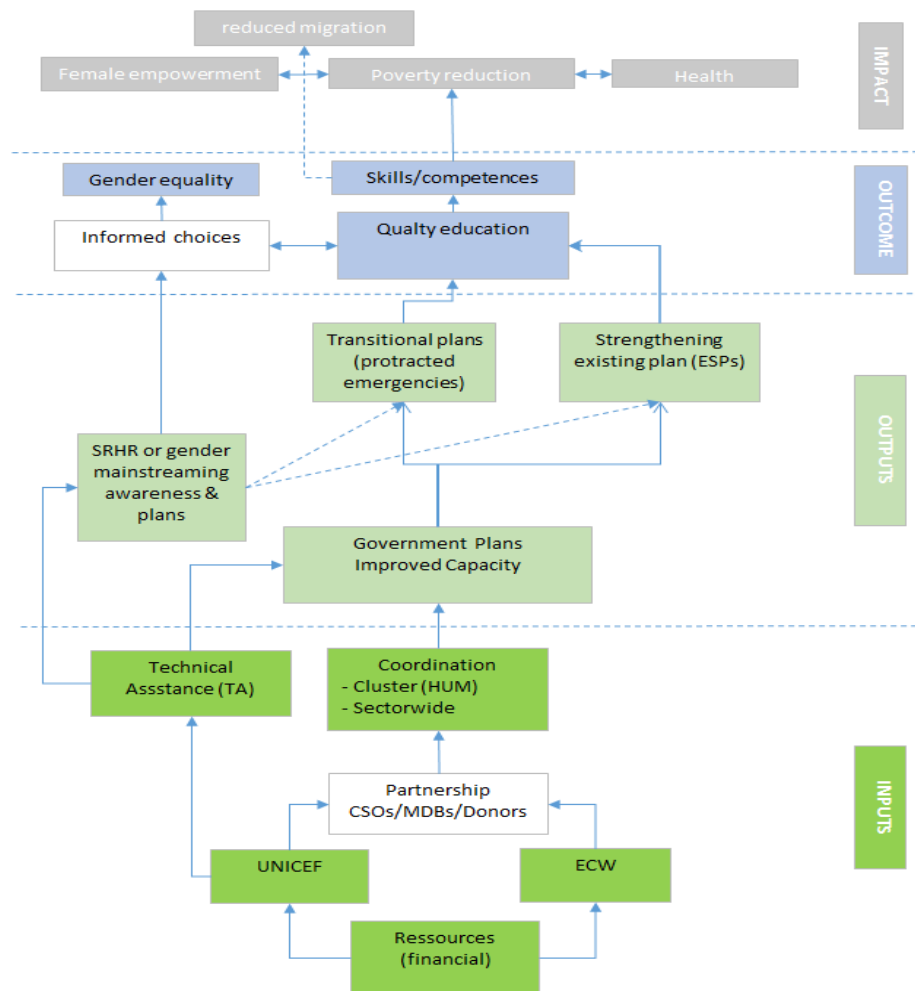 reduced migration
Female empowerment
Poverty reduction
Health
IMPACT
Gender equality
Skills/competences
Informed choices
Qualty education
OUTCOME
Transitional plans
(protracted
emergencies)
Strengthening
existing plan (ESPs)
SRHR or gender
mainstreaming
awareness &
plans
Government Plans
Improved Capacity
OUTPUTS
Technical
Assstance (TA)
Coordination
- Cluster (HUM)
- Sectorwide
Partnership
CSOs/MDBs/Donors
UNICEF
ECW
Ressources
(financial)
INPUTS